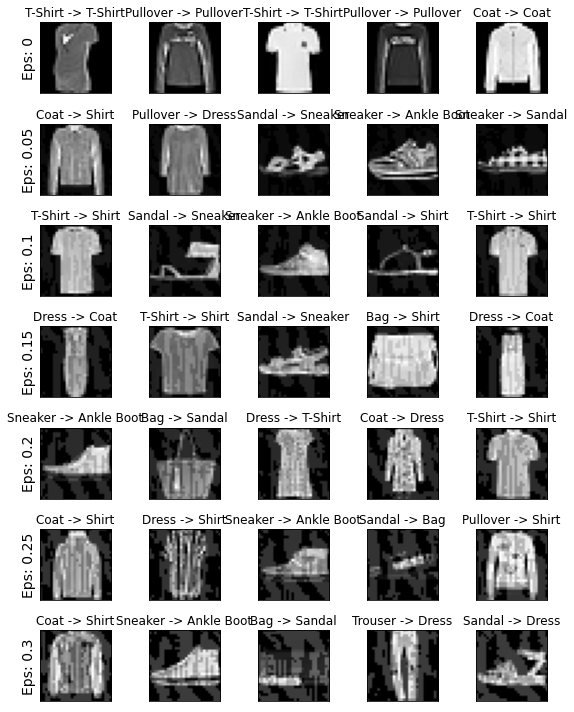 T-Shirt -> T-Shirt Pullover -> Pullover T-Shirt -> T-Shirt Pullover -> Pullover Coat -> Coat
Eps: 0
Coat -> Shirt Pullover -> Dress Sandal -> Sneaker Sneaker -> Ankle Boot Sneaker -> Sandal
Eps: 0.05
T-Shirt -> Shirt Sandal -> Sneaker Sneaker -> Ankle Boot Sandal -> Shirt T-Shirt -> Shirt
Eps: 0.1
Dress -> Coat T-Shirt -> Shirt Sandal -> Sneaker Bag -> Shirt Dress -> Coat
Eps: 0.15
Sneaker -> Ankle Boot Bag -> Sandal Dress -> T-Shirt Coat -> Dress T-Shirt -> Shirt
Eps: 0.2
Coat -> Shirt Dress -> Shirt Sneaker -> Ankle Boot Sandal -> Bag Pullover -> Shirt
Eps: 0.25
Coat -> Shirt Sneaker -> Ankle Boot Bag -> Sandal Trouser -> Dress Sandal -> Dress
Eps: 0.3